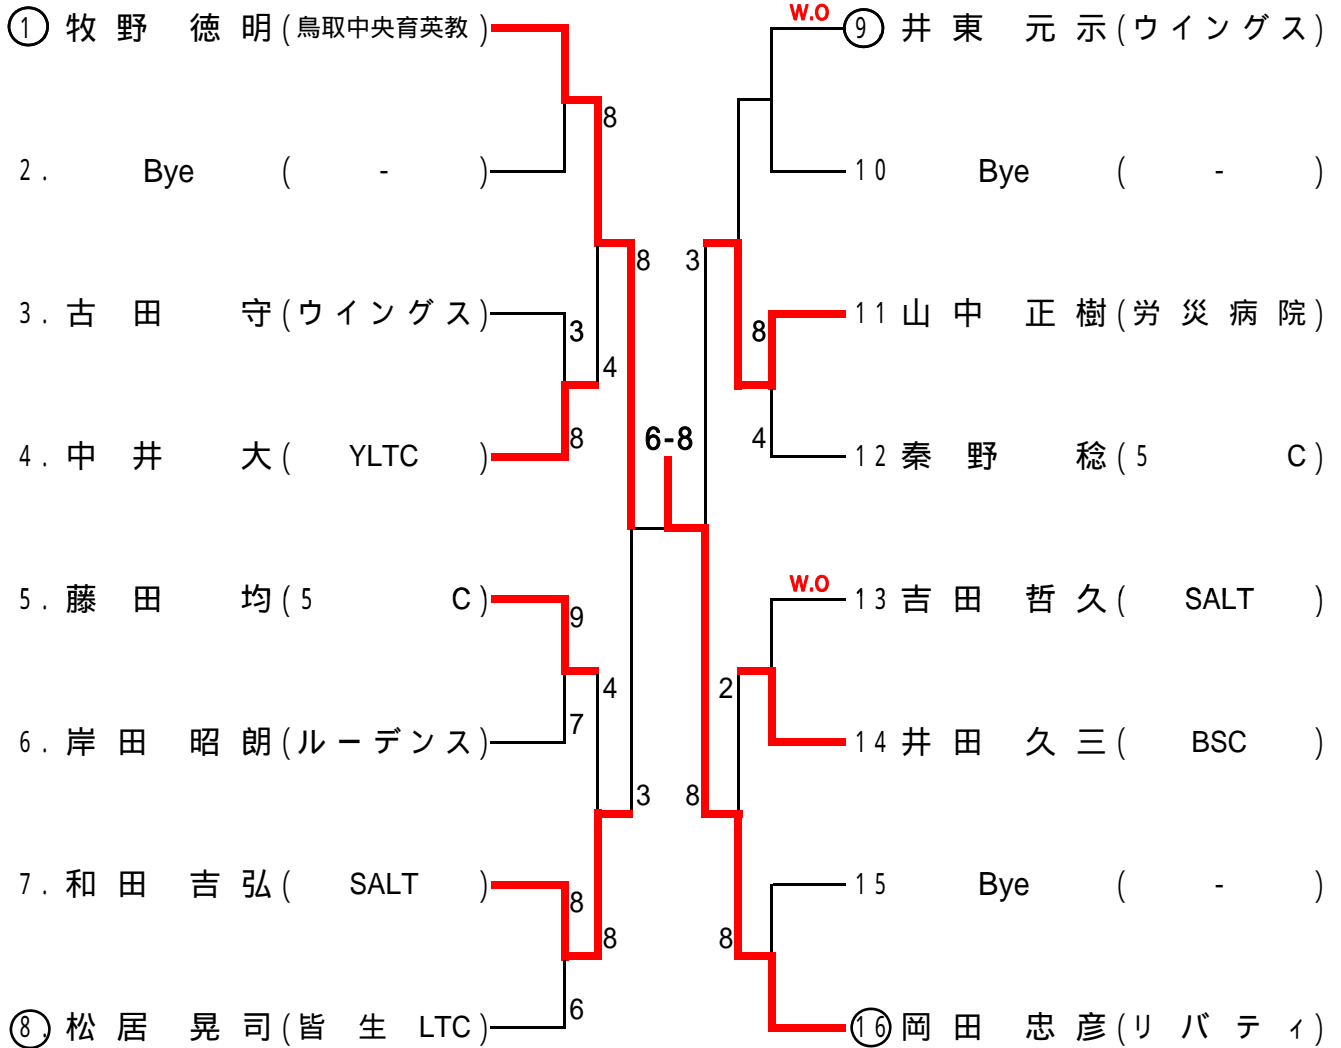 ① 牧野 徳明 (鳥取中央育英教)
8
2. Bye ( - )
8
3. 古田 守 (ウイングス)
3
4
4. 中井 大 ( YLTC )
8
6-8
5. 藤田 均 (5 C)
9
4
6. 岸田 昭朗 (ルーデンス)
7
3
7. 和田 吉弘 ( SALT )
8
8
⑧. 松居 晃司 (皆生 LTC)
6
W.O
⑨ 井東 元示 (ウイングス)
10 Bye ( - )
3
11 山中 正樹 (労災病院)
8
4
12 秦野 稔 (5 C)
W.O
13 吉田 哲久 ( SALT )
2
14 井田 久三 ( BSC )
8
15 Bye ( - )
8
⑯ 岡田 忠彦 (リバティ)